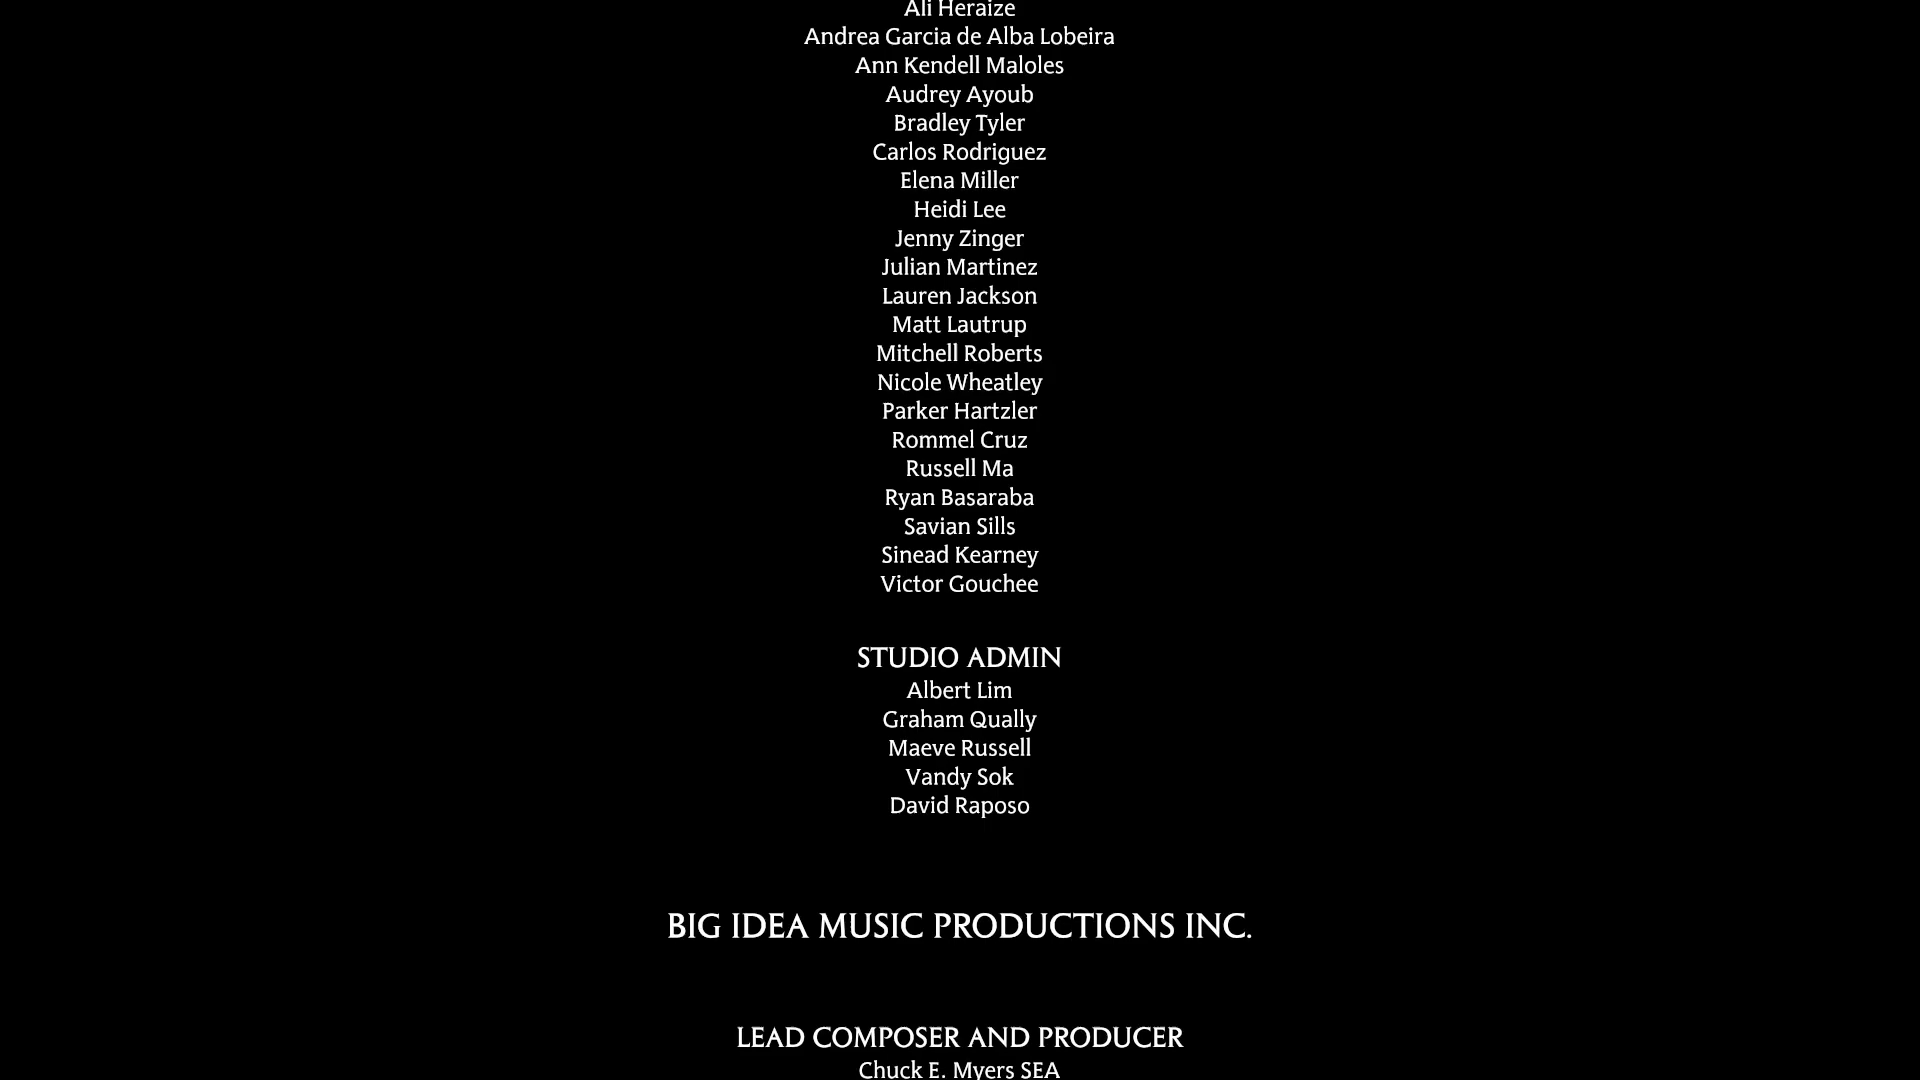 Ali Heraize
Andrea Garcia de Alba Lobeira
Ann Kendell Maloles
Audrey Ayoub
Bradley Tyler
Carlos Rodriguez
Elena Miller
Heidi Lee
Jenny Zinger
Julian Martinez
Lauren Jackson
Matt Lautrup
Mitchell Roberts
Nicole Wheatley
Parker Hartzler
Rommel Cruz
Russell Ma
Ryan Basaraba
Savian Sills
Sinead Kearney
Victor Gouchee
STUDIO ADMIN
Albert Lim
Graham Qually
Maeve Russell
Vandy Sok
David Raposo
BIG IDEA MUSIC PRODUCTIONS INC.
LEAD COMPOSER AND PRODUCER
Chuck E. Myers SEA